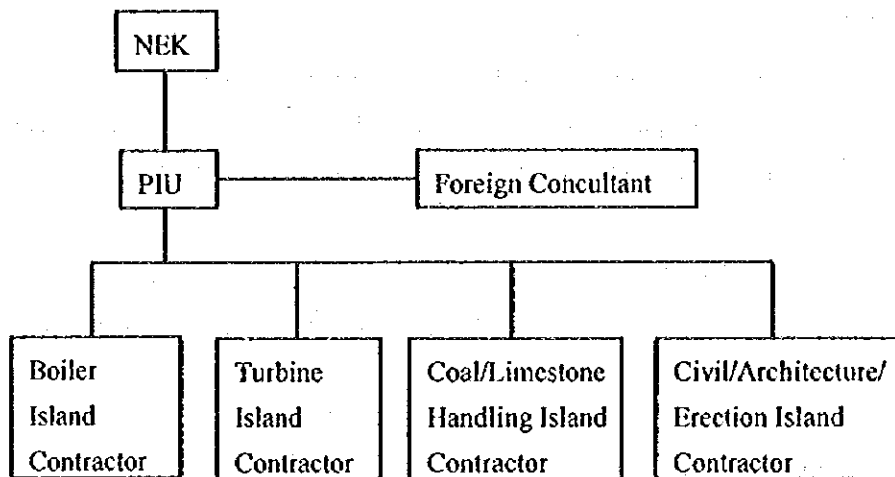 NEK
PIU
Foreign Concultant
Boiler
Island
Contractor
Turbine
Island
Contractor
Coal/Limestone
Handling Island
Contractor
Civil/Architecture/
Erection Island
Contractor